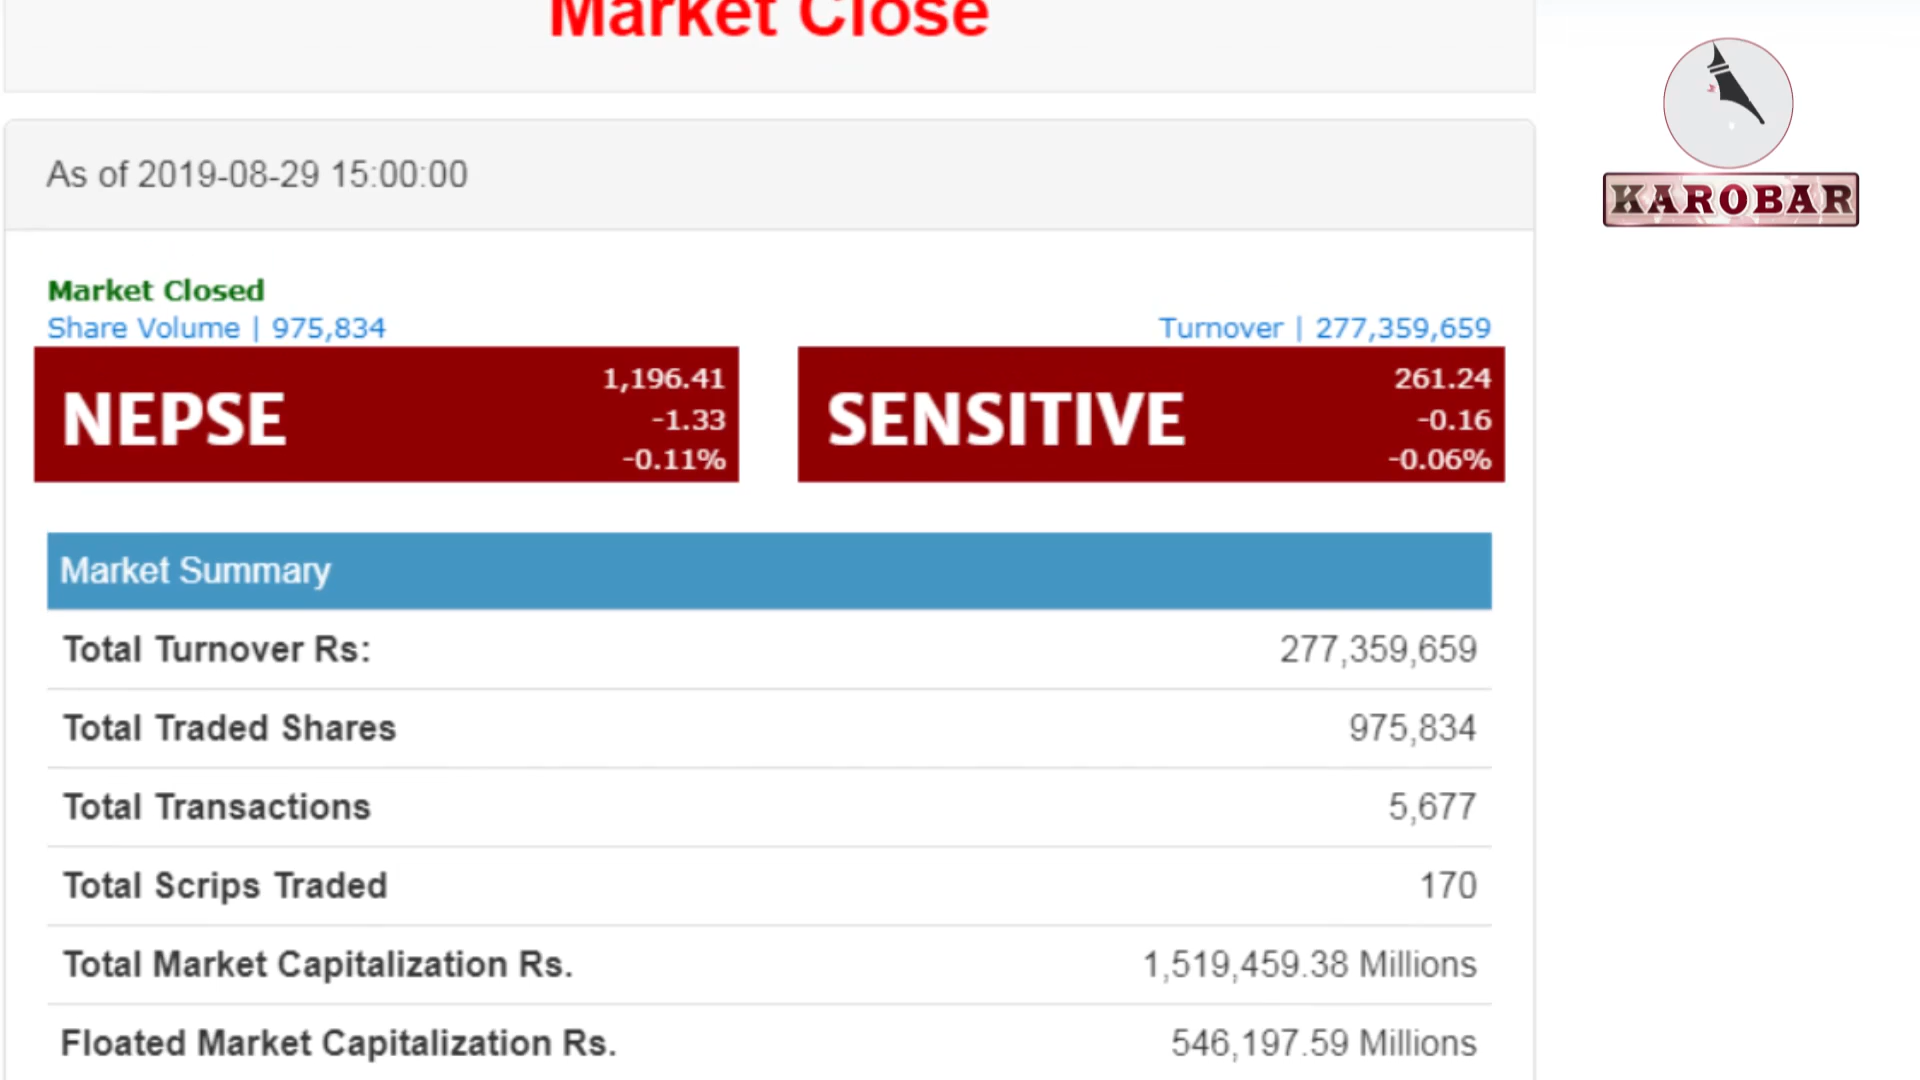 Market Close
As of 2019-08-29 15:00:00
KAROBAR
Market Closed
Share Volume | 975,834
Turnover | 277,359,659
NEPSE
1,196.41
-1.33
-0.11%
SENSITIVE
261.24
-0.16
-0.06%
Market Summary
Total Turnover Rs: 277,359,659
Total Traded Shares 975,834
Total Transactions 5,677
Total Scrips Traded 170
Total Market Capitalization Rs. 1,519,459.38 Millions
Floated Market Capitalization Rs. 546,197.59 Millions